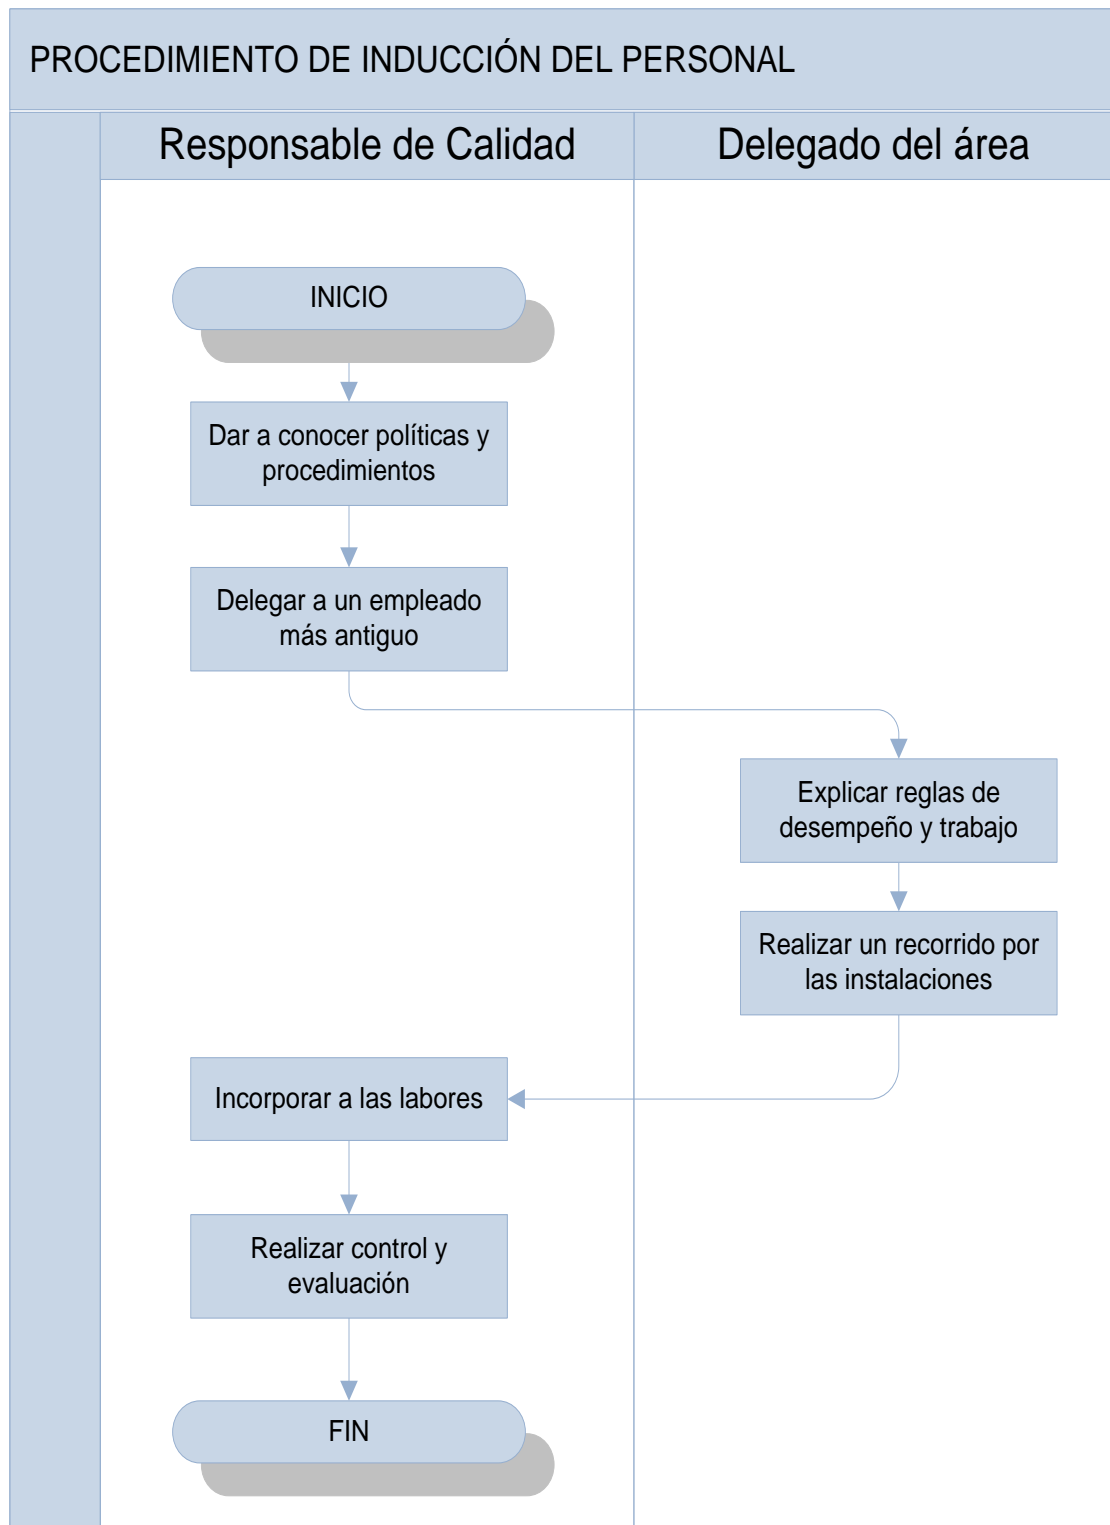 PROCEDIMIENTO DE INDUCCIÓN DEL PERSONAL
Responsable de Calidad
Delegado del área
INICIO
Dar a conocer políticas y
procedimientos
Delegar a un empleado
más antiguo
Explicar reglas de
desempeño y trabajo
Realizar un recorrido por
las instalaciones
Incorporar a las labores
Realizar control y
evaluación
FIN